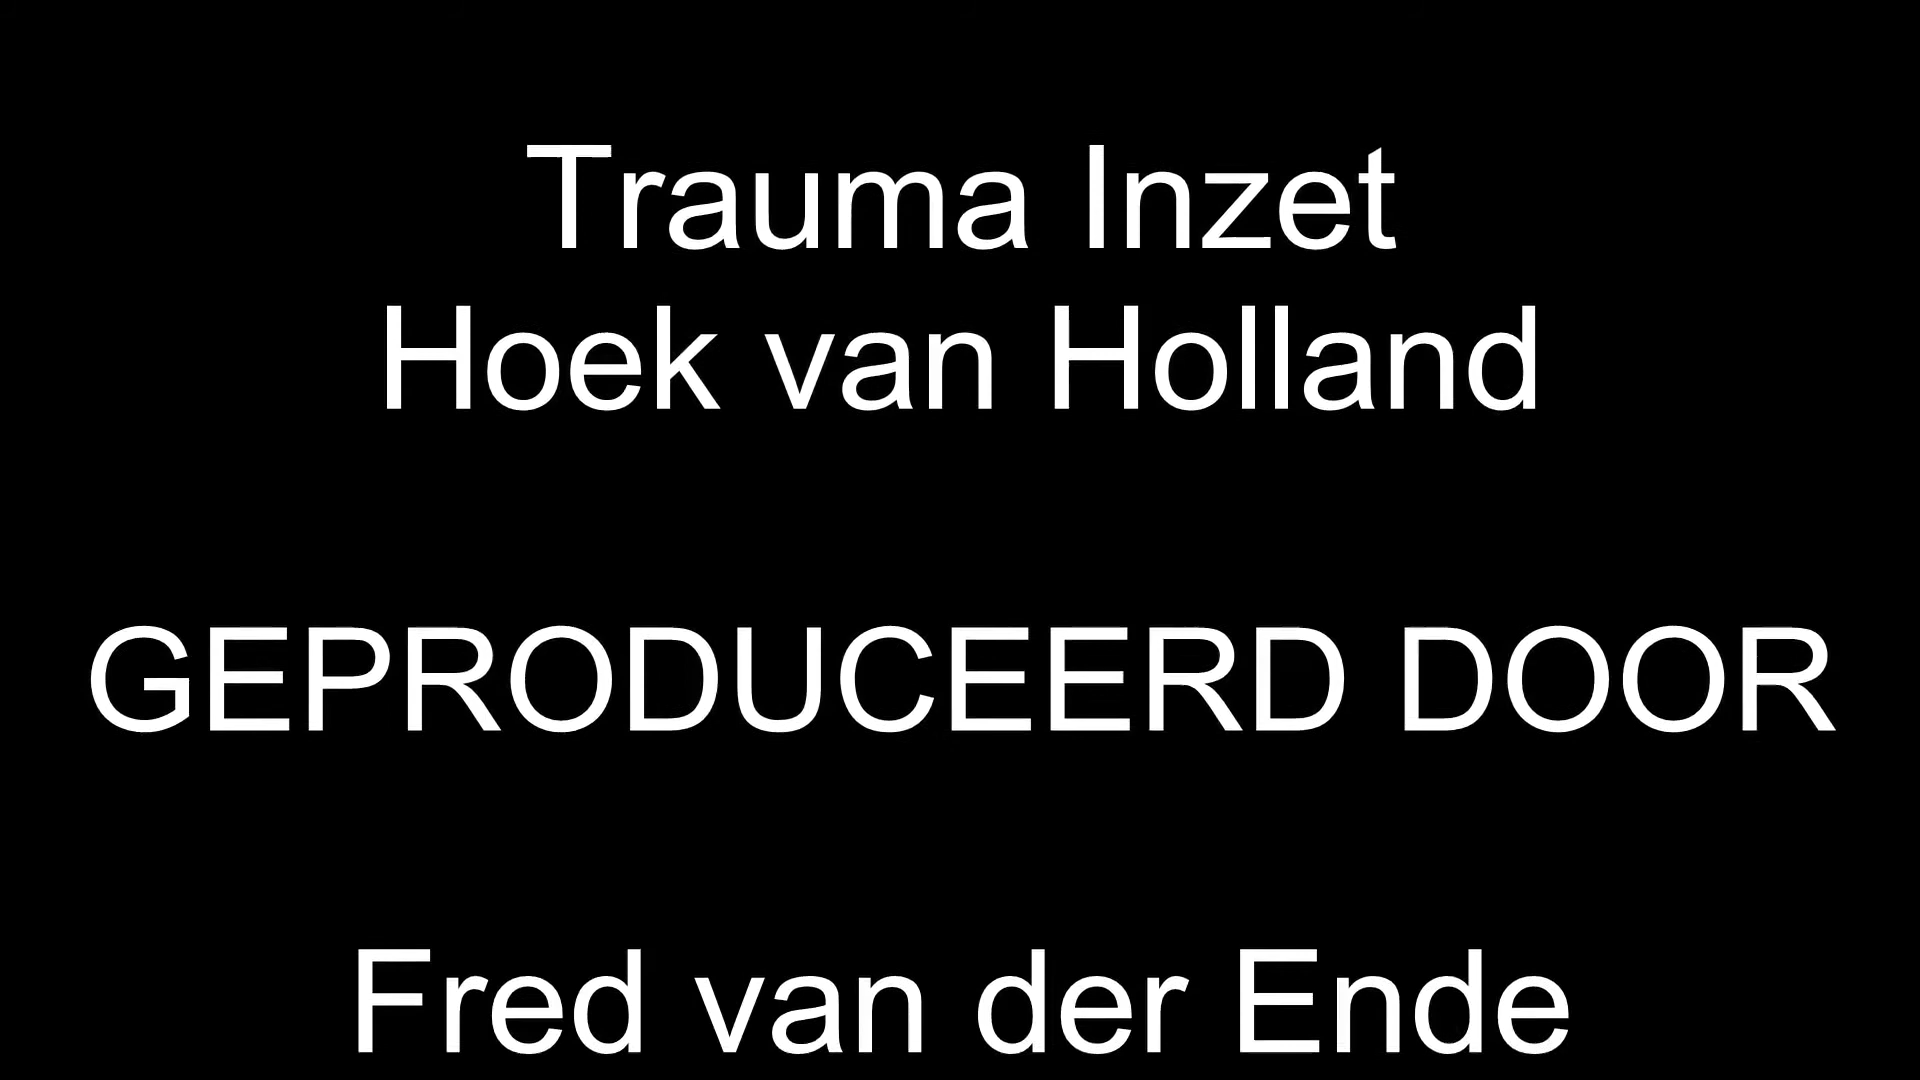 Trauma Inzet
Hoek van Holland
GEPRODUCEERD DOOR
Fred van der Ende